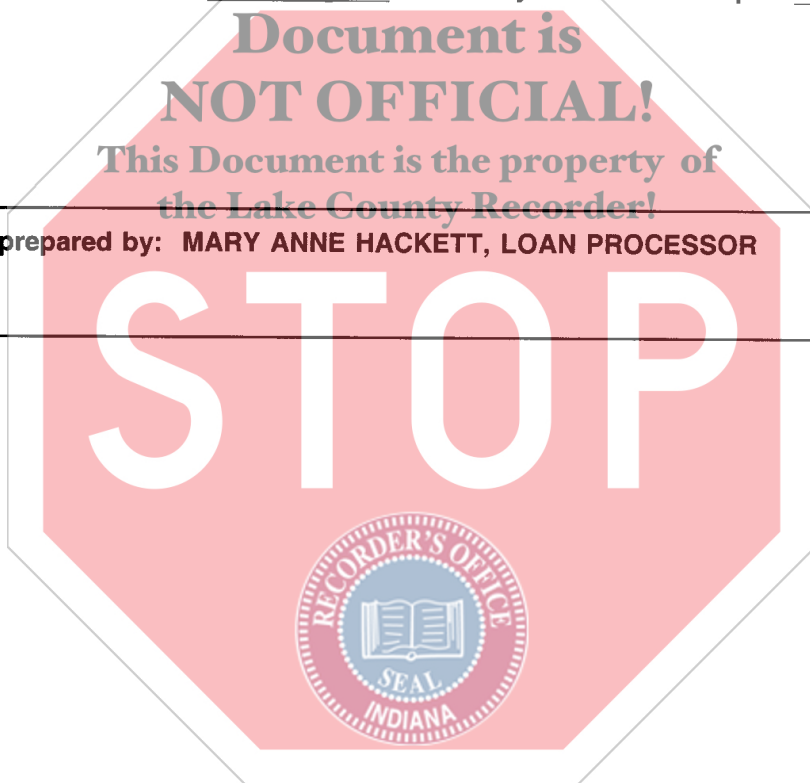 Document is
NOT OFFICIAL!
This Document is the property of
the Lake County Recorder!
prepared by: MARY ANNE HACKETT, LOAN PROCESSOR
STOP
RECORDER'S OFFICE
SEAL
INDIANA